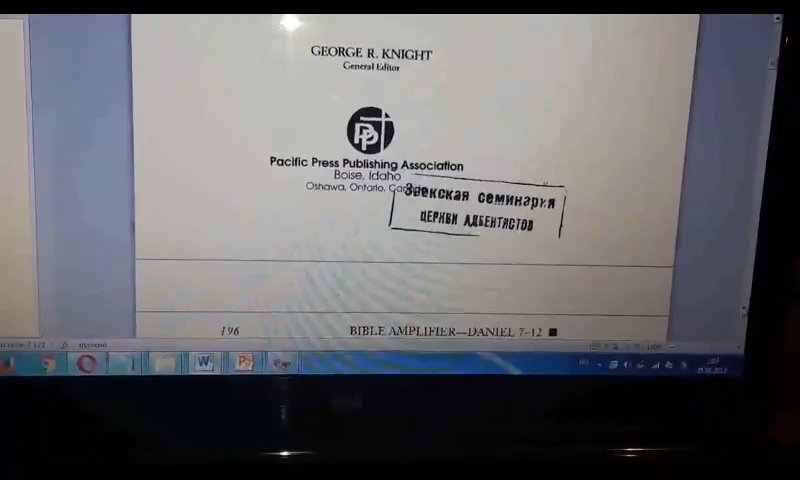 GEORGE R. KNIGHT
General Editor
PP
Pacific Press Publishing Association
Boise, Idaho
Oshawa, Ontario,
семинария
ЦЕРКВИ АДВЕНТИСТОВ
196 BIBLE AMPLIFIER—DANIEL 7-12